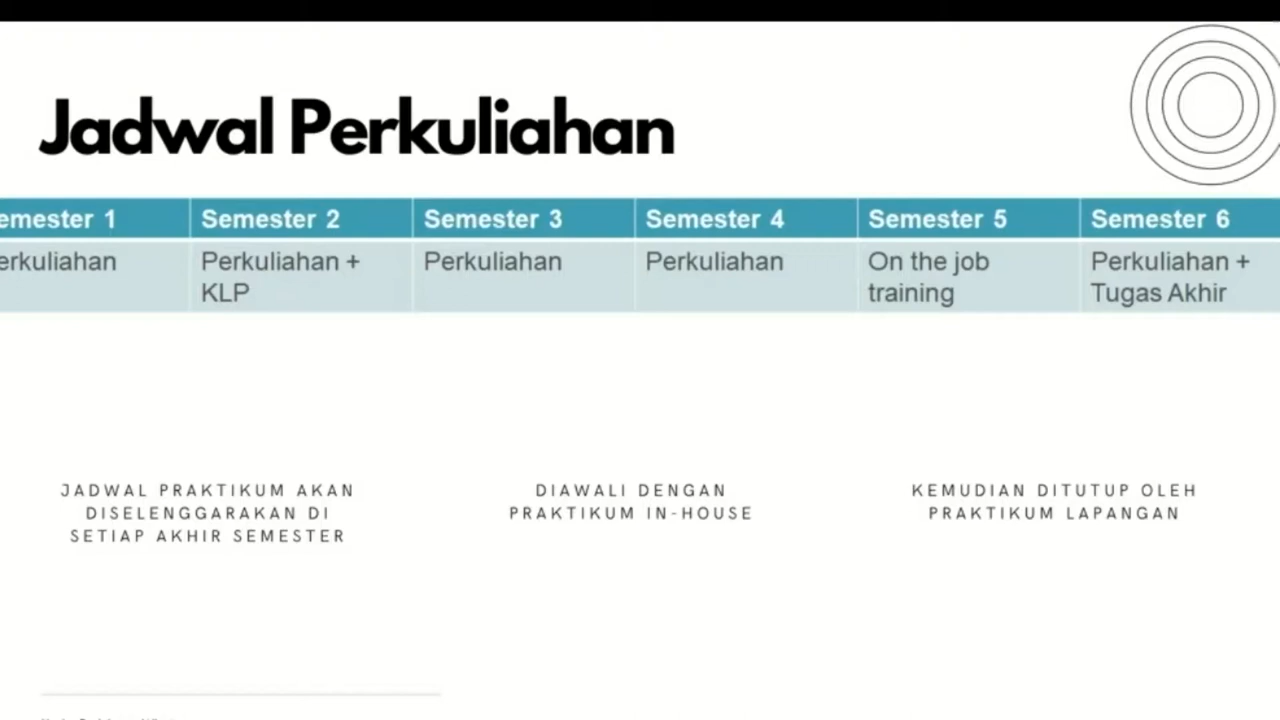 Jadwal Perkuliahan
emester 1 Semester 2 Semester 3 Semester 4 Semester 5 Semester 6
erkuliahan Perkuliahan + Perkuliahan Perkuliahan On the job Perkuliahan +
KLP training Tugas Akhir
JADWAL PRAKTIKUM AKAN DIAWALI DENGAN KEMUDIAN DITUTUP OLEH
DISELENGGARAKAN DI PRAKTIKUM IN-HOUSE PRAKTIKUM LAPANGAN
SETIAP AKHIR SEMESTER